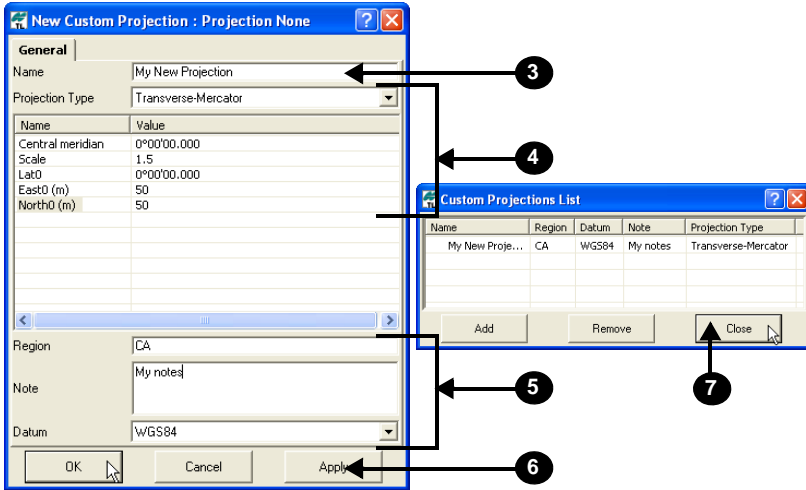 TL New Custom Projection : Projection None
General
Name My New Projection
3
Projection Type Transverse-Mercator
Name Value
Central meridian 0°00'00.000
Scale 1.5
Lat0 0°00'00.000
East0 (m) 50
North0 (m) 50
4
Region CA
Note My notes
Datum WGS84
5
OK Cancel Apply
6
TL Custom Projections List
Name Region Datum Note Projection Type
My New Proje... CA WGS84 My notes Transverse-Mercator
Add Remove Close
7